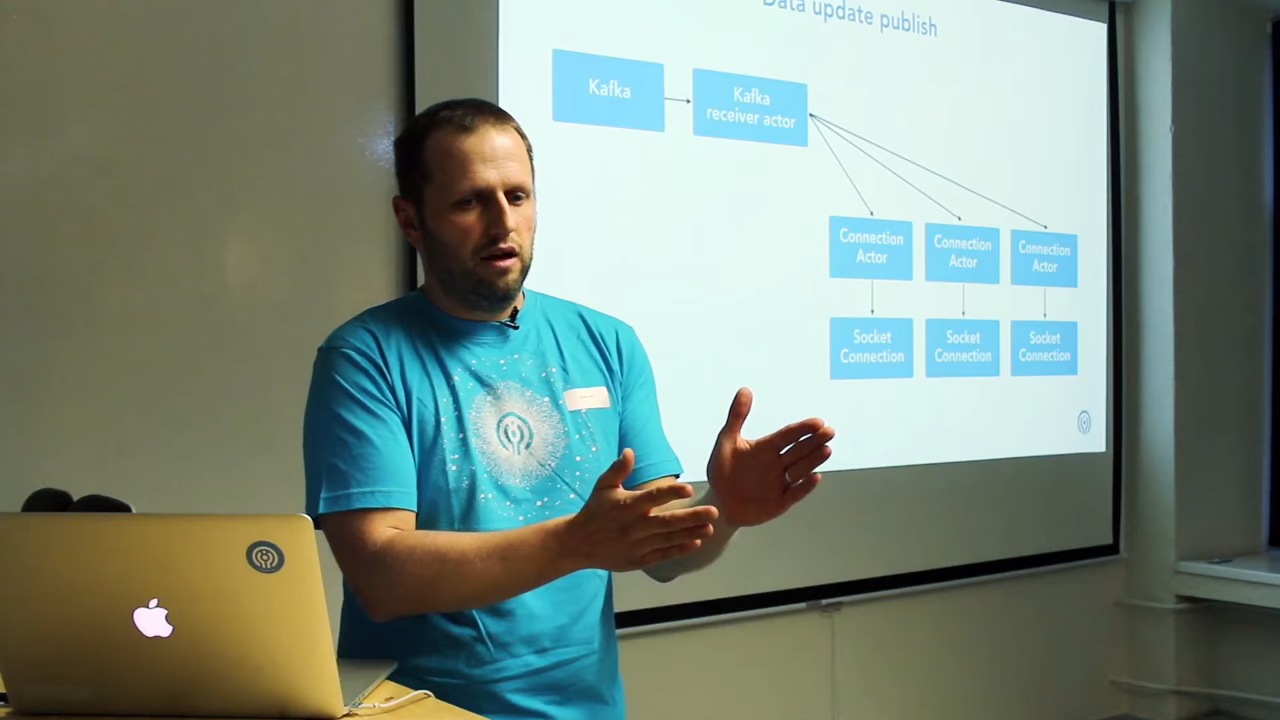 Data update publish
Kafka
Kafka
receiver actor
Connection
Actor
Connection
Actor
Connection
Actor
Socket
Connection
Socket
Connection
Socket
Connection